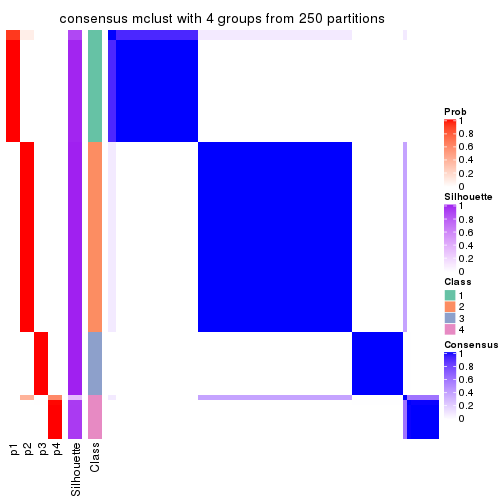 consensus mclust with 4 groups from 250 partitions
Prob
1
0.8
0.6
0.4
0.2
0
Silhouette
1
0.8
0.6
0.4
0.2
0
Class
1
2
3
4
Consensus
1
0.8
0.6
0.4
0.2
0
p1
p2
p3
p4
Silhouette
Class